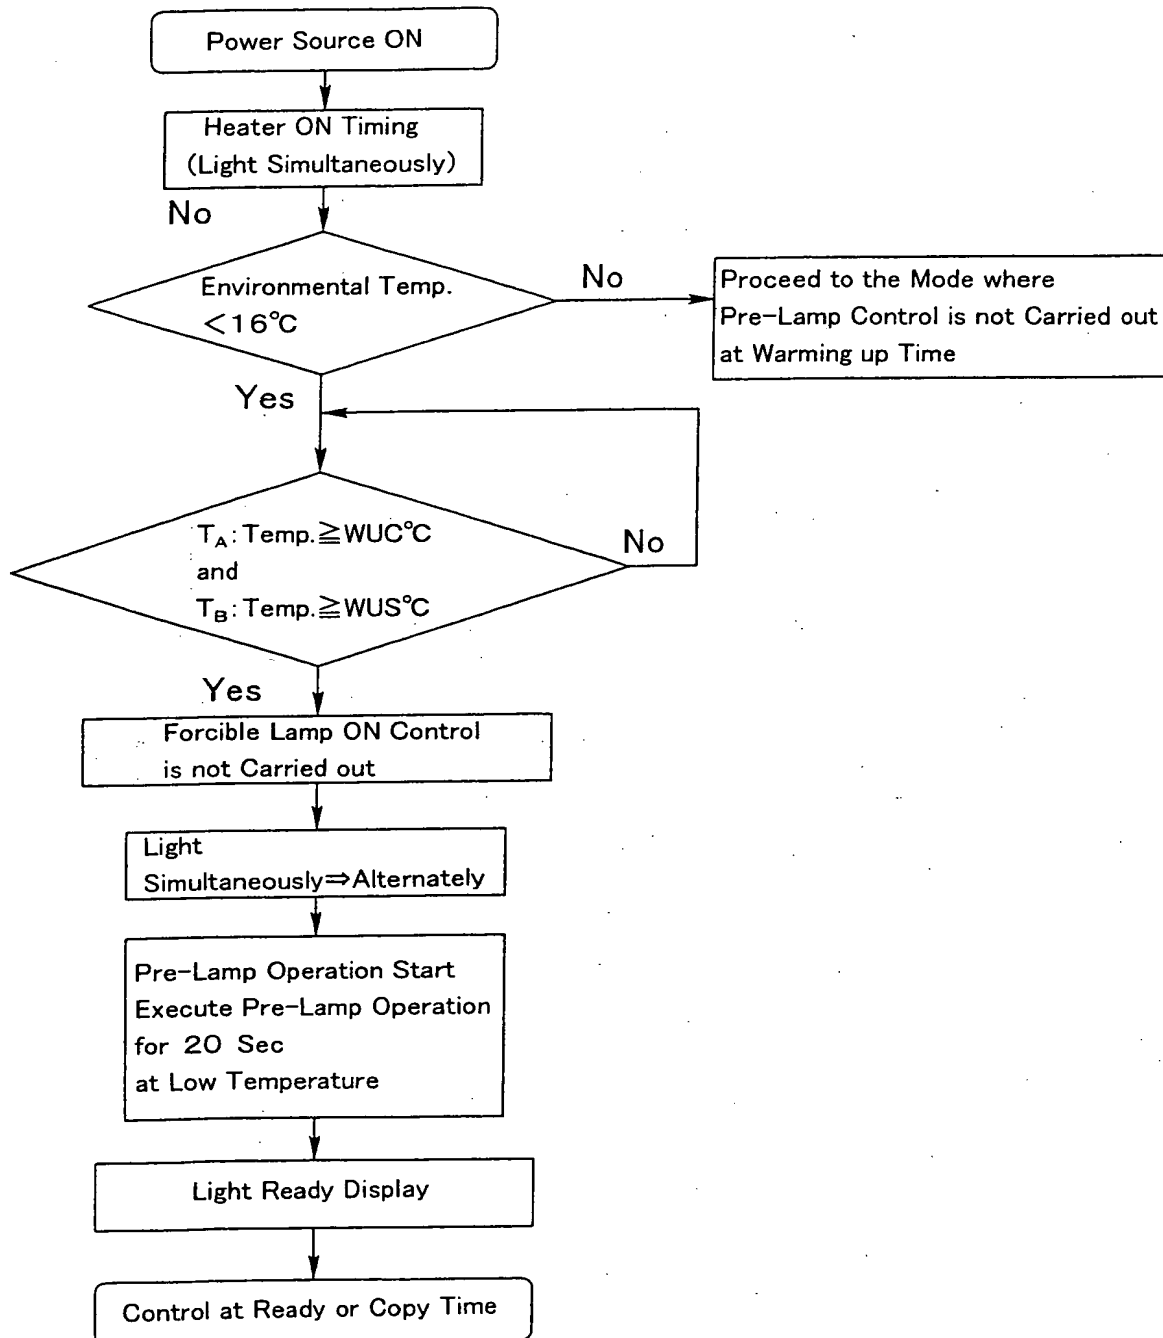 Power Source ON
Heater ON Timing
(Light Simultaneously)
No
Environmental Temp.
<16℃
No
Proceed to the Mode where
Pre-Lamp Control is not Carried out
at Warming up Time
Yes
T_A:Temp.≧WUC℃
and
T_B:Temp.≧WUS℃
No
Yes
Forcible Lamp ON Control
is not Carried out
Light
Simultaneously⇒Alternately
Pre-Lamp Operation Start
Execute Pre-Lamp Operation
for 20 Sec
at Low Temperature
Light Ready Display
Control at Ready or Copy Time